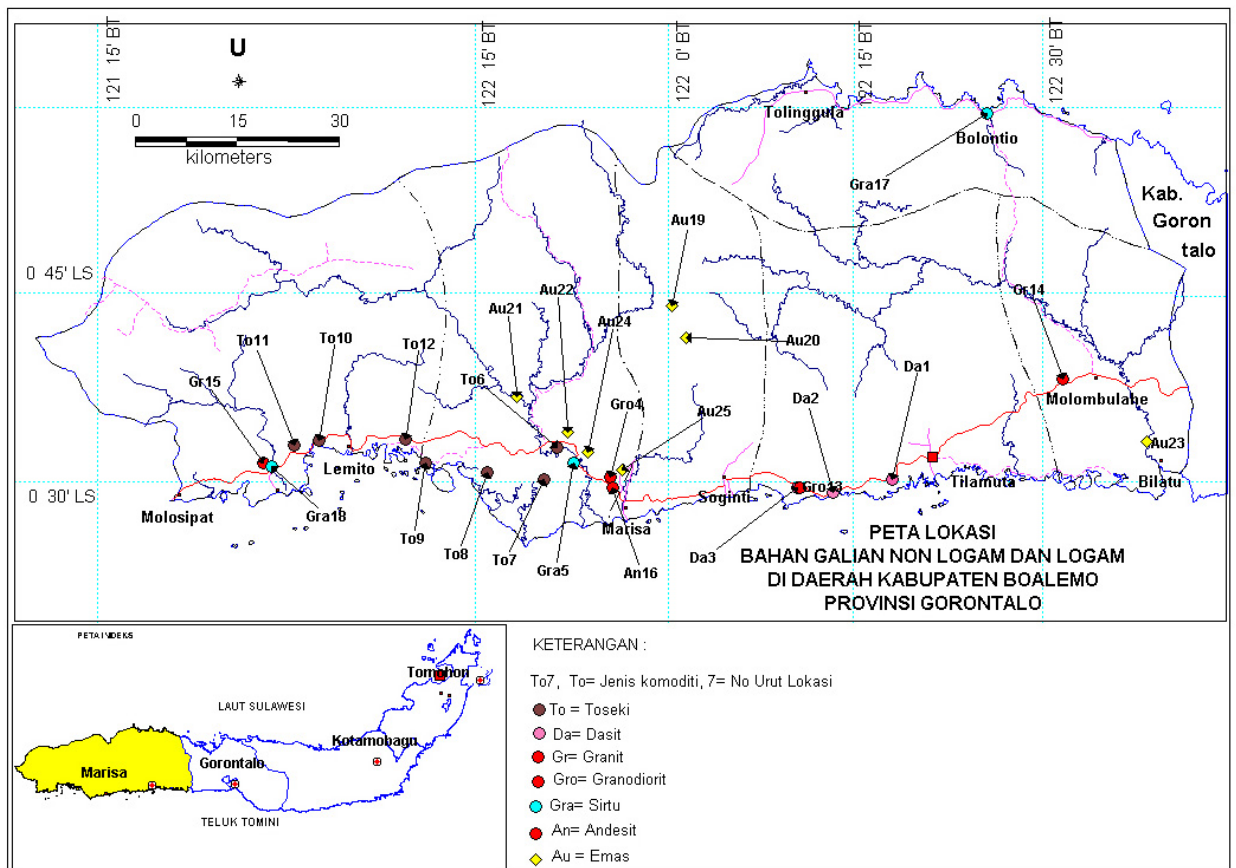 121 15' BT
122 15' BT
122 0' BT
122 15' BT
122 30' BT
U
0 15 30
kilometers
Tolinggula
Bolontio
Gra17
Kab.
Goron
talo
Au19
0 45' LS
Au22
Au21
Au24
Gr14
To11
To10
To12
Au20
To6
Gro4
Da1
Gr15
Au25
Da2
Molombulahe
Au23
Lemito
0 30' LS
Soginti
Gro13
Tilamuta
Bilatu
Molosipat
Gra18
Marisa
To9
To8
To7
Gra5
An16
Da3
PETA LOKASI
BAHAN GALIAN NON LOGAM DAN LOGAM
DI DAERAH KABUPATEN BOALEMO
PROVINSI GORONTALO
PETA INDEKS
Tomohon
LAUT SULAWESI
Kotamobagu
Marisa
Gorontalo
TELUK TOMINI
KETERANGAN :
To7, To= Jenis komoditi, 7= No Urut Lokasi
To = Toseki
Da= Dasit
Gr= Granit
Gro= Granodiorit
Gra= Sirtu
An= Andesit
Au = Emas